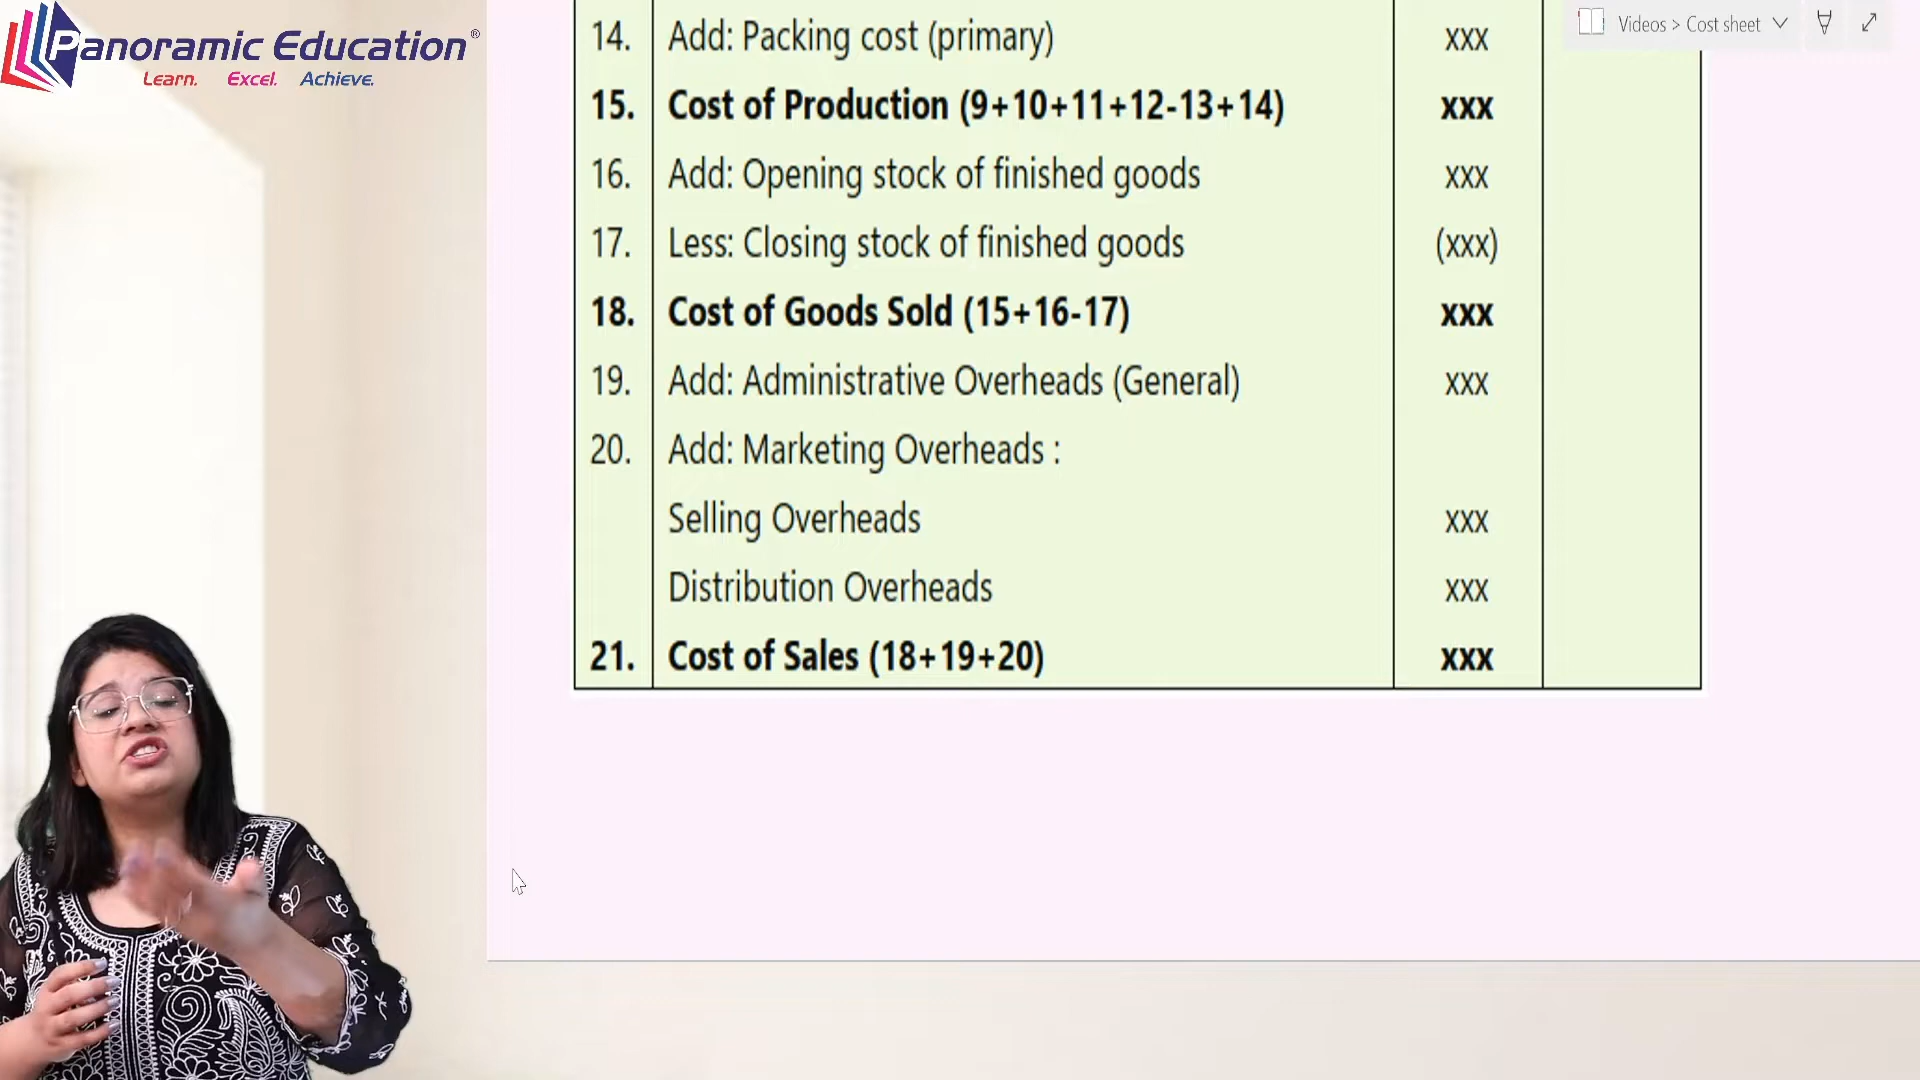 Panoramic Education®
Learn. Excel. Achieve.
Videos > Cost sheet
14. Add: Packing cost (primary) xxx
15. Cost of Production (9+10+11+12-13+14) xxx
16. Add: Opening stock of finished goods xxx
17. Less: Closing stock of finished goods (xxx)
18. Cost of Goods Sold (15+16-17) xxx
19. Add: Administrative Overheads (General) xxx
20. Add: Marketing Overheads :
Selling Overheads xxx
Distribution Overheads xxx
21. Cost of Sales (18+19+20) xxx